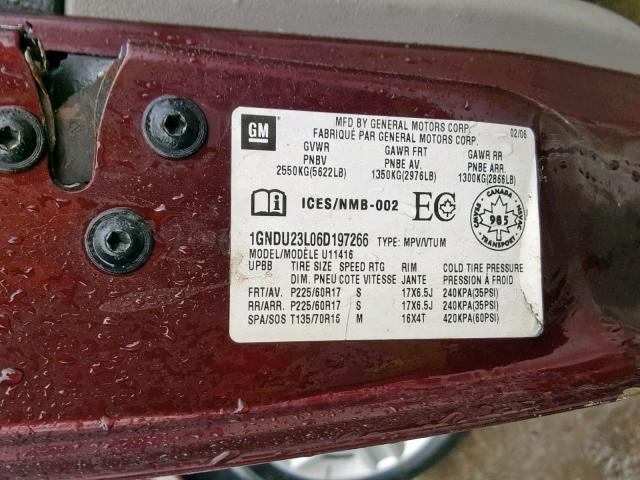 MFD BY GENERAL MOTORS CORP. 02/06
FABRIQUÉ PAR GENERAL MOTORS CORP.
GM
GVWR GAWR FRT GAWR RR
PNBV PNBE AV. PNBE ARR.
2550KG(5622LB) 1350KG(2976LB) 1300KG(2866LB)
ICES/NMB-002 EC
CANADA
985
TRANSPORT
1GNDU23L06D197266 TYPE: MPV/VTUM
MODEL/MODÈLE U11416
UPBB TIRE SIZE SPEED RTG RIM COLD TIRE PRESSURE
DIM. PNEU COTE VITESSE JANTE PRESSION À FROID
FRT/AV. P225/60R17 S 17X6.5J 240KPA(35PSI)
RR/ARR. P225/60R17 S 17X6.5J 240KPA(35PSI)
SPA/SOS T135/70R16 M 16X4T 420KPA(60PSI)